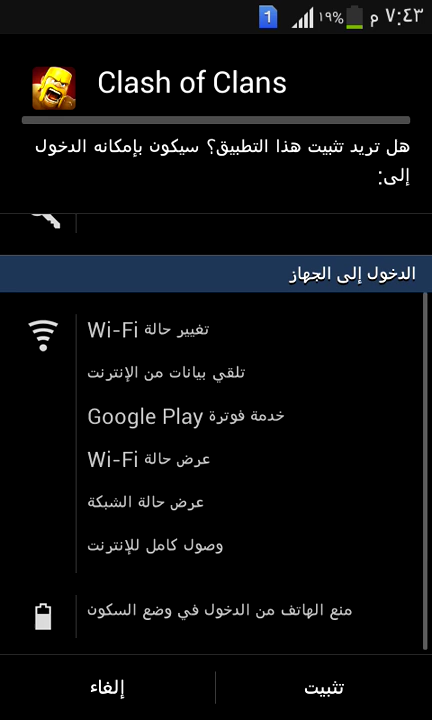 1 ١٩% ٧:٤٣ م
Clash of Clans
هل تريد تثبيت هذا التطبيق؟ سيكون بإمكانه الدخول
إلى:
الدخول إلى الجهاز
تغيير حالة Wi-Fi
تلقي بيانات من الإنترنت
خدمة فوترة Google Play
عرض حالة Wi-Fi
عرض حالة الشبكة
وصول كامل للإنترنت
منع الهاتف من الدخول في وضع السكون
تثبيت
إلغاء